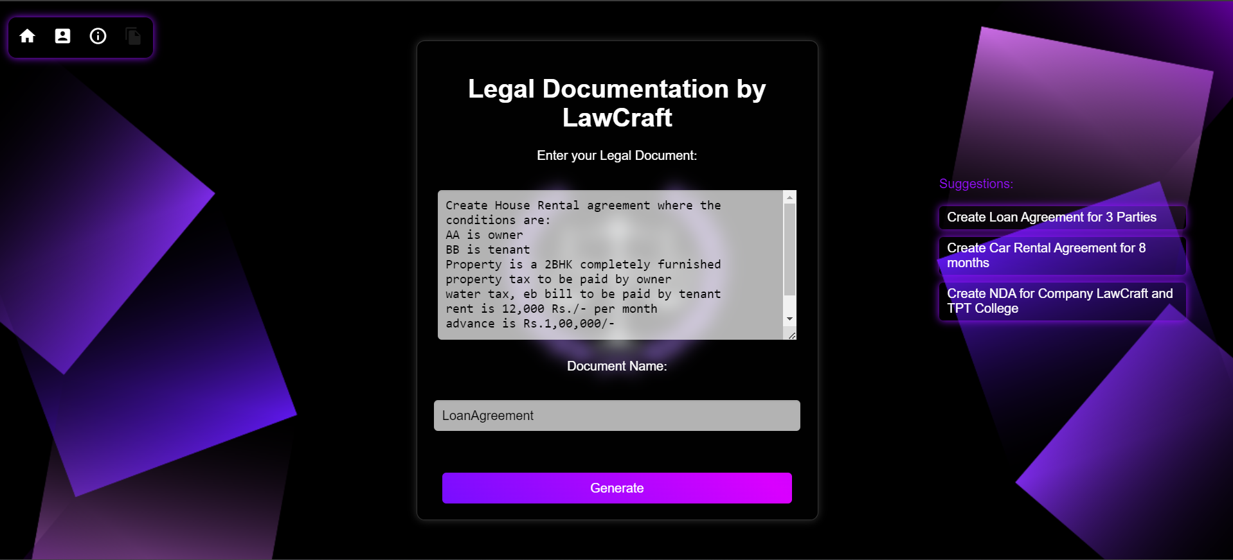 Legal Documentation by
LawCraft
Enter your Legal Document:
Create House Rental agreement where the
conditions are:
AA is owner
BB is tenant
Property is a 2BHK completely furnished
property tax to be paid by owner
water tax, eb bill to be paid by tenant
rent is 12,000 Rs./- per month
advance is Rs.1,00,000/-
Document Name:
LoanAgreement
Generate
Suggestions:
Create Loan Agreement for 3 Parties
Create Car Rental Agreement for 8
months
Create NDA for Company LawCraft and
TPT College